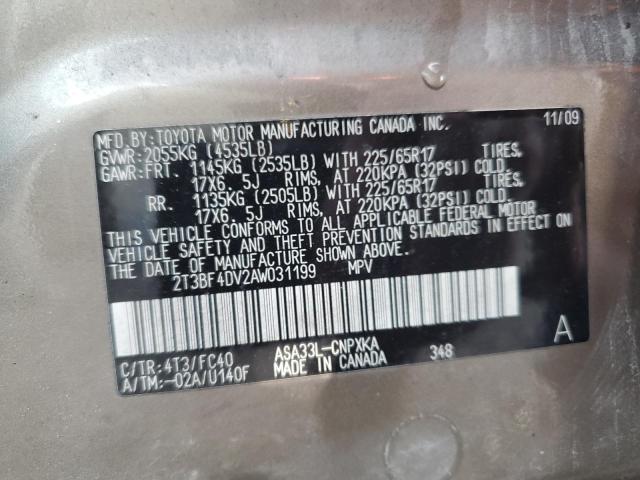 MFD.BY:TOYOTA MOTOR MANUFACTURING CANADA INC. 11/09
GVWR:2055KG (4535LB)
GAWR:FRT. 1145KG (2535LB) WITH 225/65R17 TIRES.
17X6. 5J RIMS, AT 220KPA (32PSI) COLD.
RR. 1135KG (2505LB) WITH 225/65R17 TIRES.
17X6. 5J RIMS, AT 220KPA (32PSI) COLD.
THIS VEHICLE CONFORMS TO ALL APPLICABLE FEDERAL MOTOR
VEHICLE SAFETY AND THEFT PREVENTION STANDARDS IN EFFECT ON
THE DATE OF MANUFACTURE SHOWN ABOVE.
2T3BF4DV2AW031199 MPV
C/TR:4T3/FC40 ASA33L-CNPXKA 348 A
A/TM:-02A/U140F MADE IN CANADA